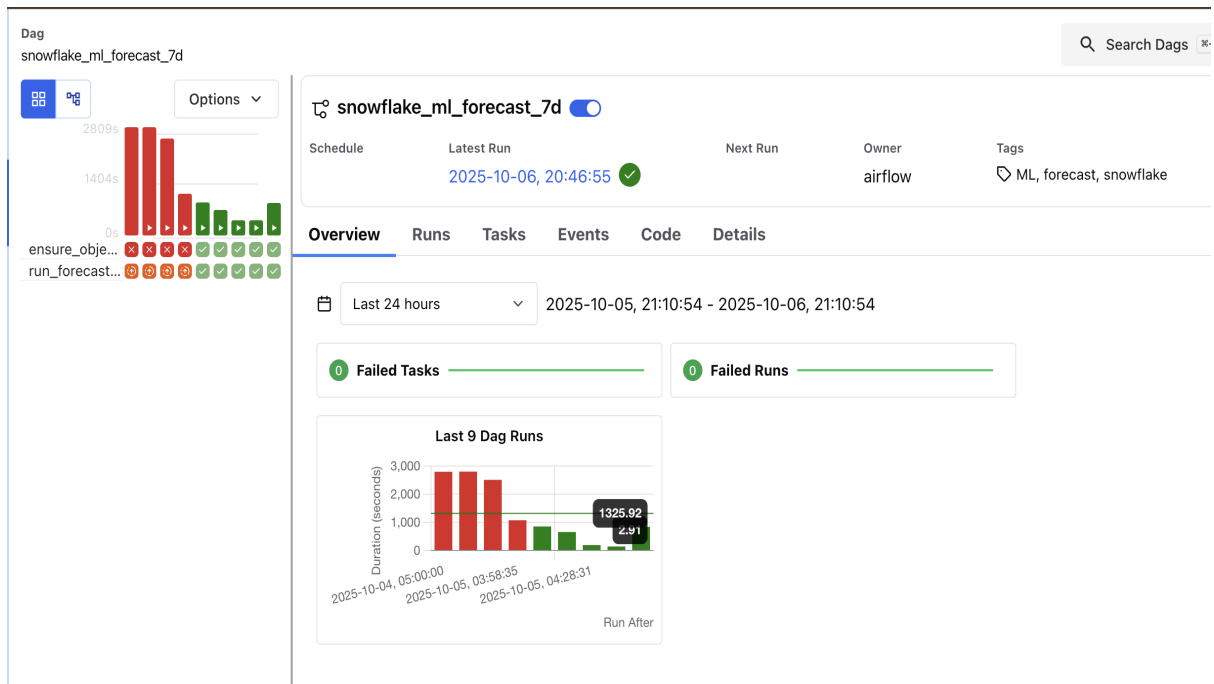 Dag
snowflake_ml_forecast_7d
Search Dags
Options
2809s
1404s
0s
ensure_obje...
run_forecast...
snowflake_ml_forecast_7d
Schedule Latest Run Next Run Owner Tags
2025-10-06, 20:46:55 airflow ML, forecast, snowflake
Overview Runs Tasks Events Code Details
Last 24 hours 2025-10-05, 21:10:54 - 2025-10-06, 21:10:54
0 Failed Tasks 0 Failed Runs
Last 9 Dag Runs
Duration (seconds)
3,000
2,000
1,000
0
1325.92
2.91
2025-10-04, 05:00:00
2025-10-05, 03:58:35
2025-10-05, 04:28:31
Run After